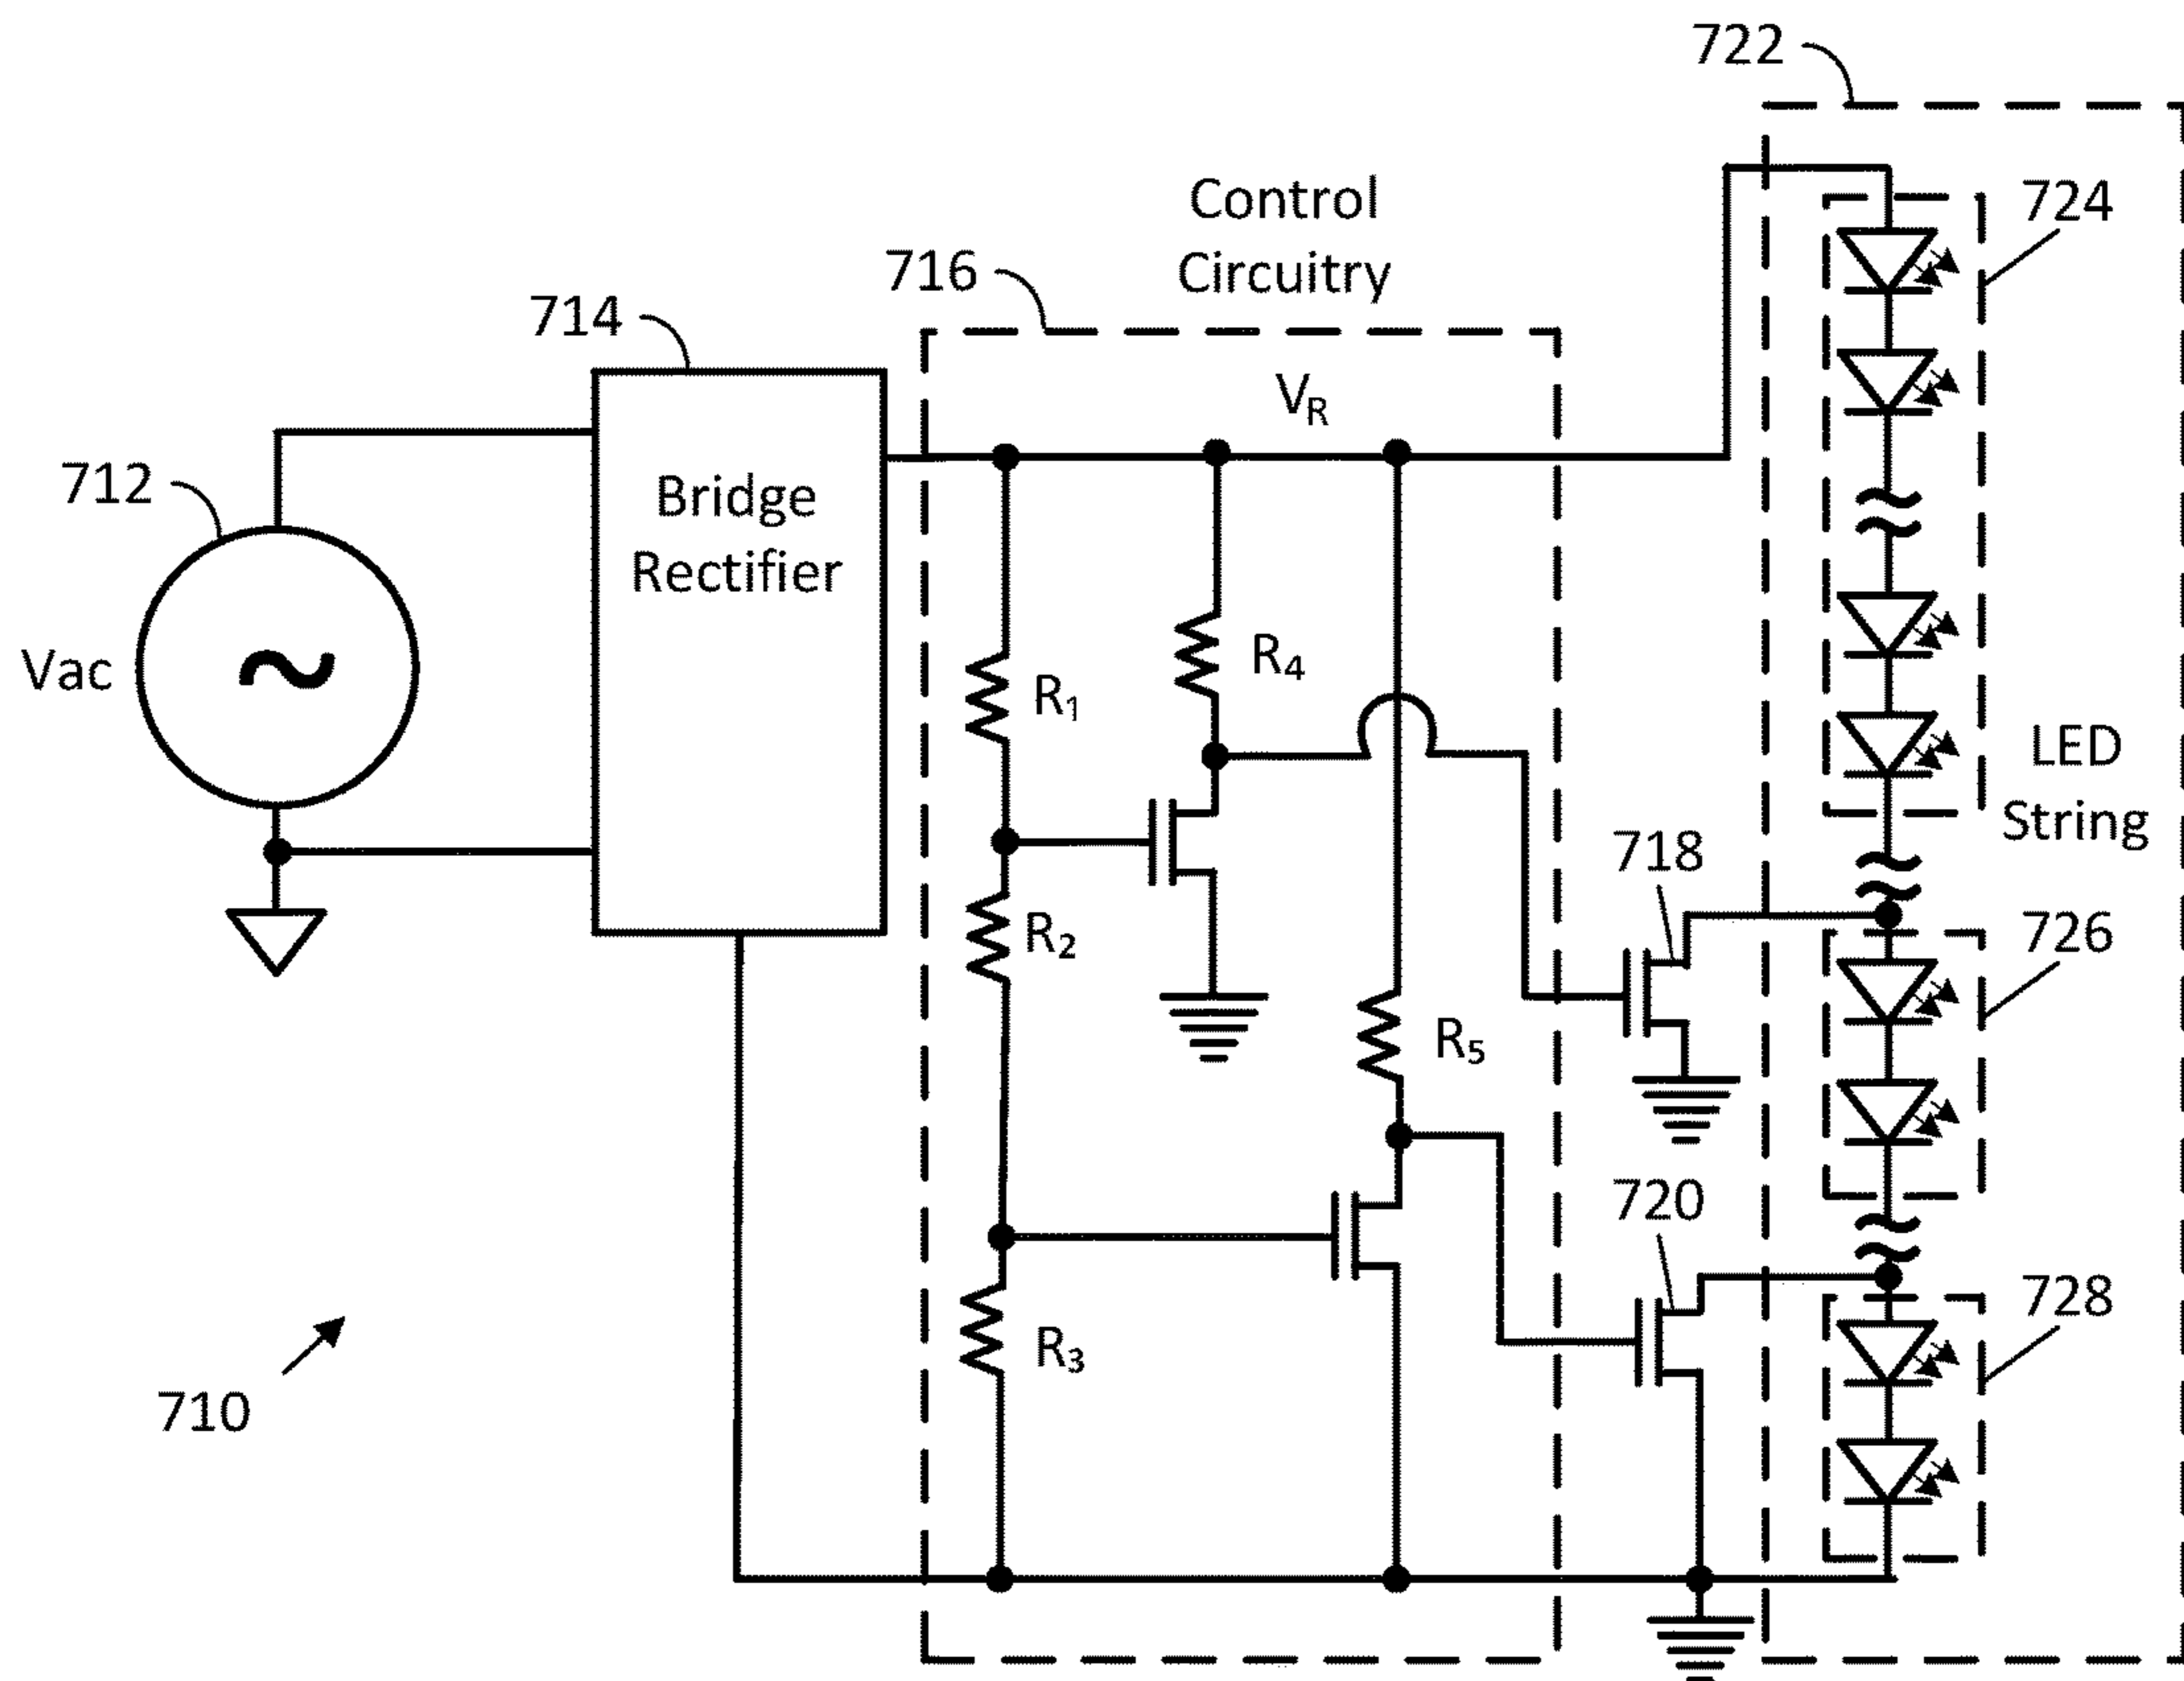 722
Control
Circuitry
724
716
714
V_R
712
Bridge
Rectifier
Vac
R₁
R₄
LED
String
718
R₂
726
R₅
720
728
R₃
710